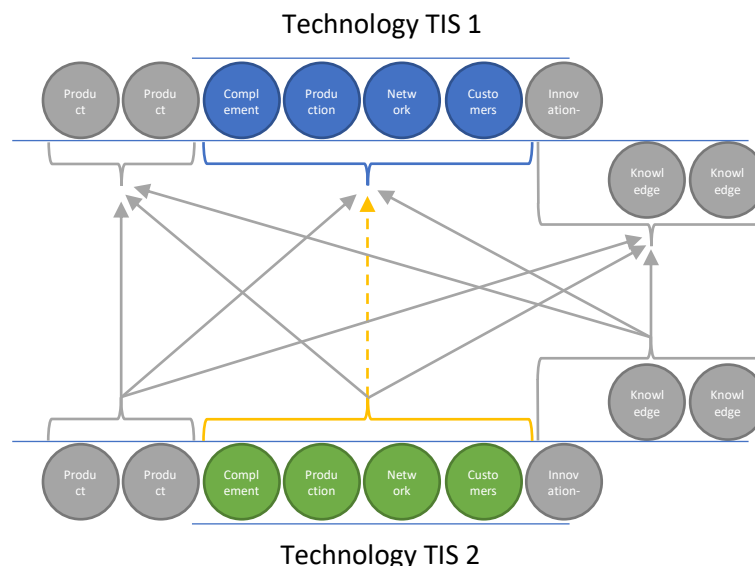 Technology TIS 1
Produ
ct
Produ
ct
Compl
ement
Produ
ction
Netw
ork
Custo
mers
Innov
ation-
Knowl
edge
Knowl
edge
Knowl
edge
Knowl
edge
Produ
ct
Produ
ct
Compl
ement
Produ
ction
Netw
ork
Custo
mers
Innov
ation-
Technology TIS 2